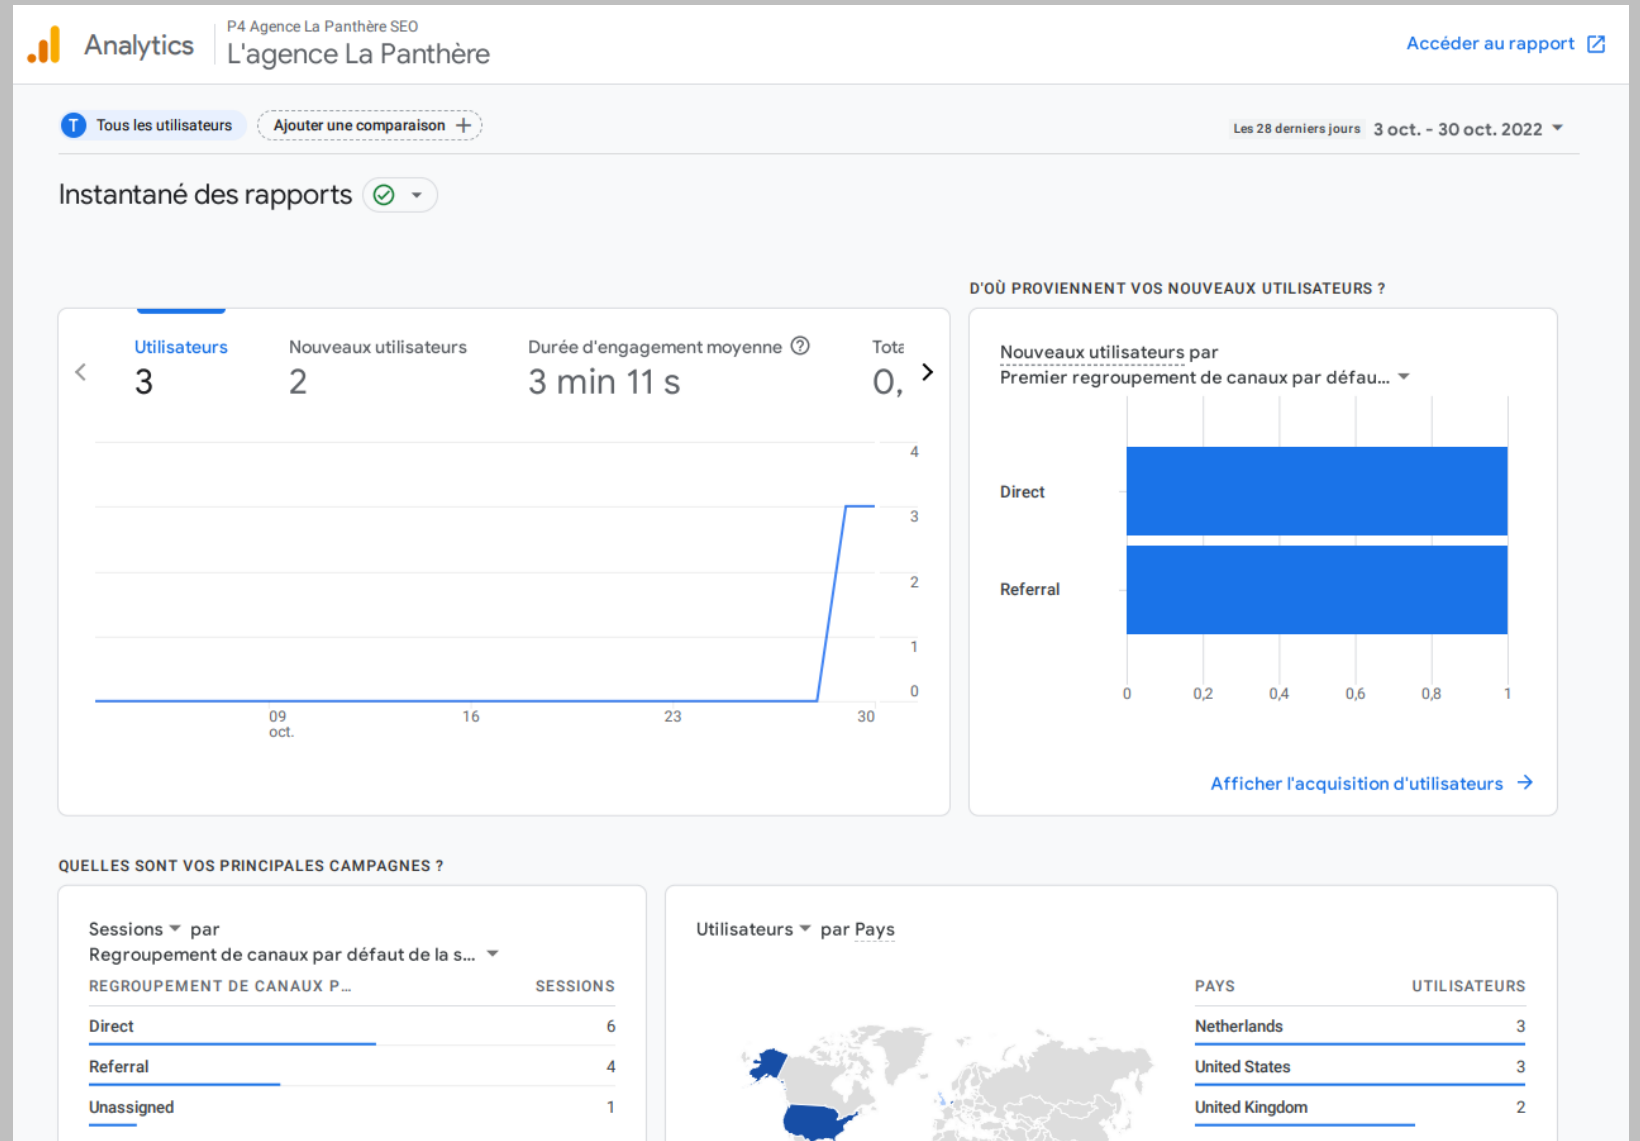 Analytics
P4 Agence La Panthère SEO
L'agence La Panthère
Accéder au rapport
T Tous les utilisateurs
Ajouter une comparaison
Les 28 derniers jours 3 oct. - 30 oct. 2022
Instantané des rapports
Utilisateurs
3
Nouveaux utilisateurs
2
Durée d'engagement moyenne
3 min 11 s
Tota
0,
4
3
2
1
0
09
oct.
16
23
30
D'OÙ PROVIENNENT VOS NOUVEAUX UTILISATEURS ?
Nouveaux utilisateurs par
Premier regroupement de canaux par défau...
Direct
Referral
0 0,2 0,4 0,6 0,8 1
Afficher l'acquisition d'utilisateurs
QUELLES SONT VOS PRINCIPALES CAMPAGNES ?
Sessions par
Regroupement de canaux par défaut de la s...
REGROUPEMENT DE CANAUX P... SESSIONS
Direct 6
Referral 4
Unassigned 1
Utilisateurs par Pays
PAYS UTILISATEURS
Netherlands 3
United States 3
United Kingdom 2